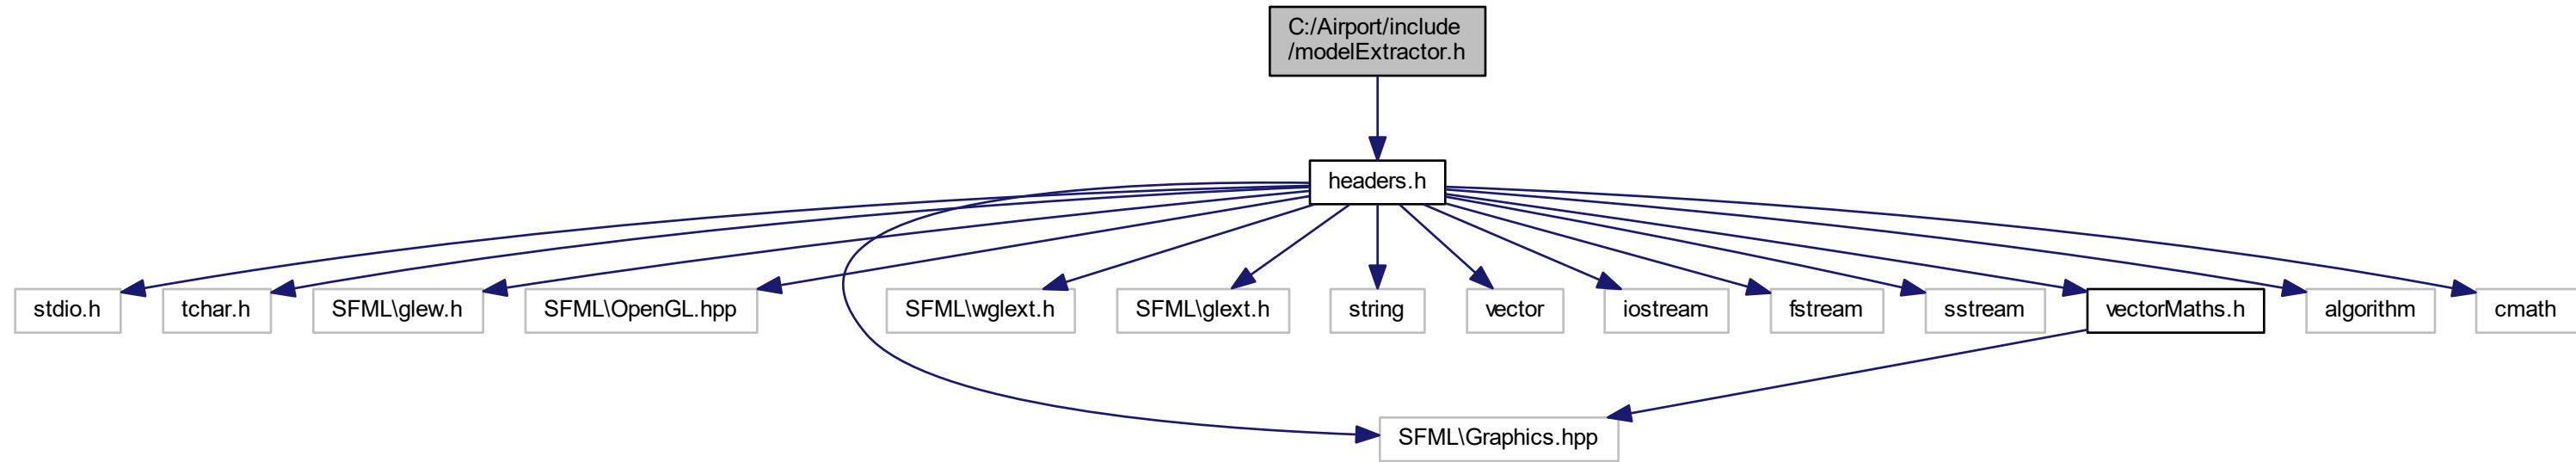 C:/Airport/include
/modelExtractor.h
headers.h
stdio.h
tchar.h
SFML\glew.h
SFML\OpenGL.hpp
SFML\wglext.h
SFML\glext.h
string
vector
iostream
fstream
sstream
vectorMaths.h
algorithm
cmath
SFML\Graphics.hpp